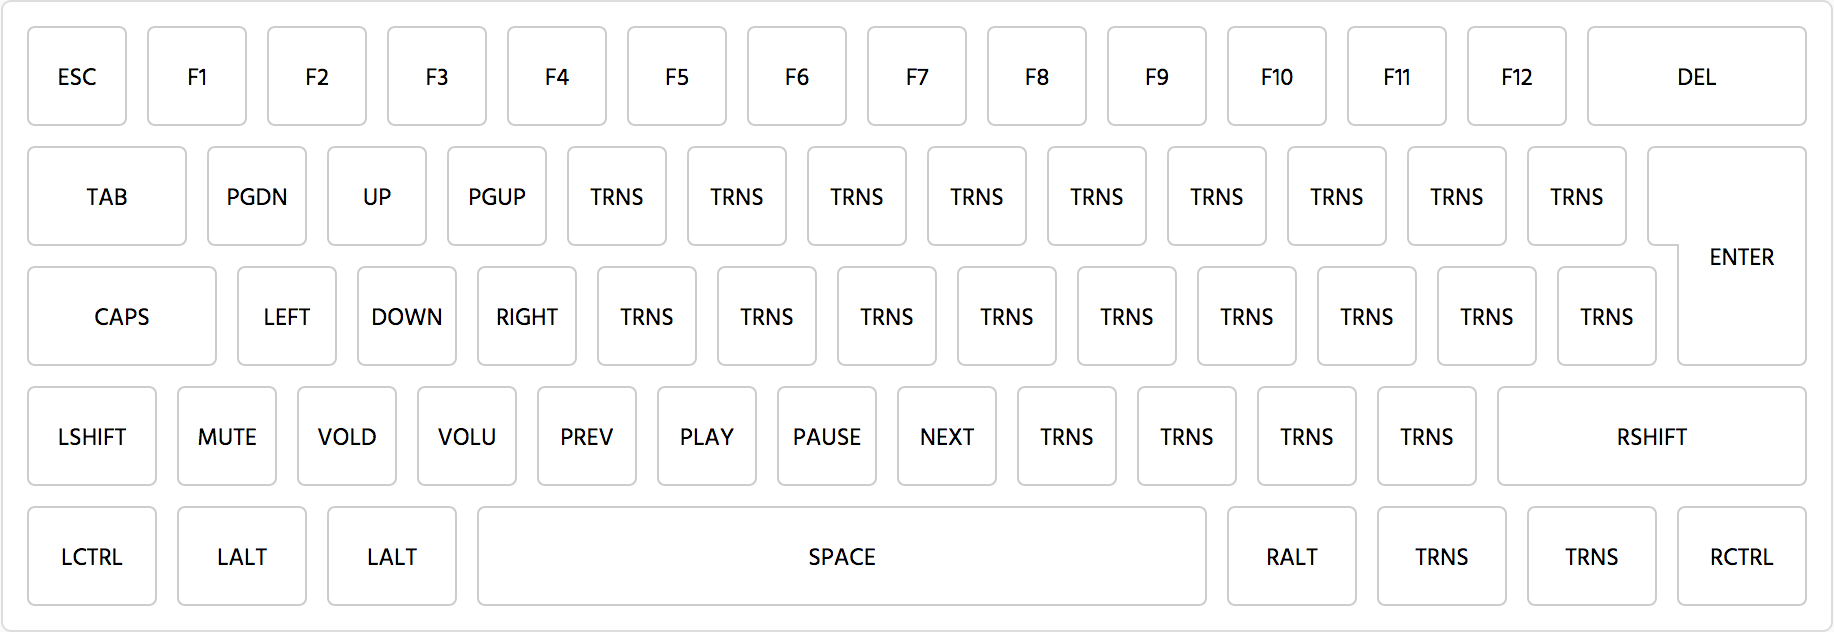 ESC F1 F2 F3 F4 F5 F6 F7 F8 F9 F10 F11 F12 DEL
TAB PGDN UP PGUP TRNS TRNS TRNS TRNS TRNS TRNS TRNS TRNS TRNS
ENTER
CAPS LEFT DOWN RIGHT TRNS TRNS TRNS TRNS TRNS TRNS TRNS TRNS TRNS
LSHIFT MUTE VOLD VOLU PREV PLAY PAUSE NEXT TRNS TRNS TRNS TRNS RSHIFT
LCTRL LALT LALT SPACE RALT TRNS TRNS RCTRL